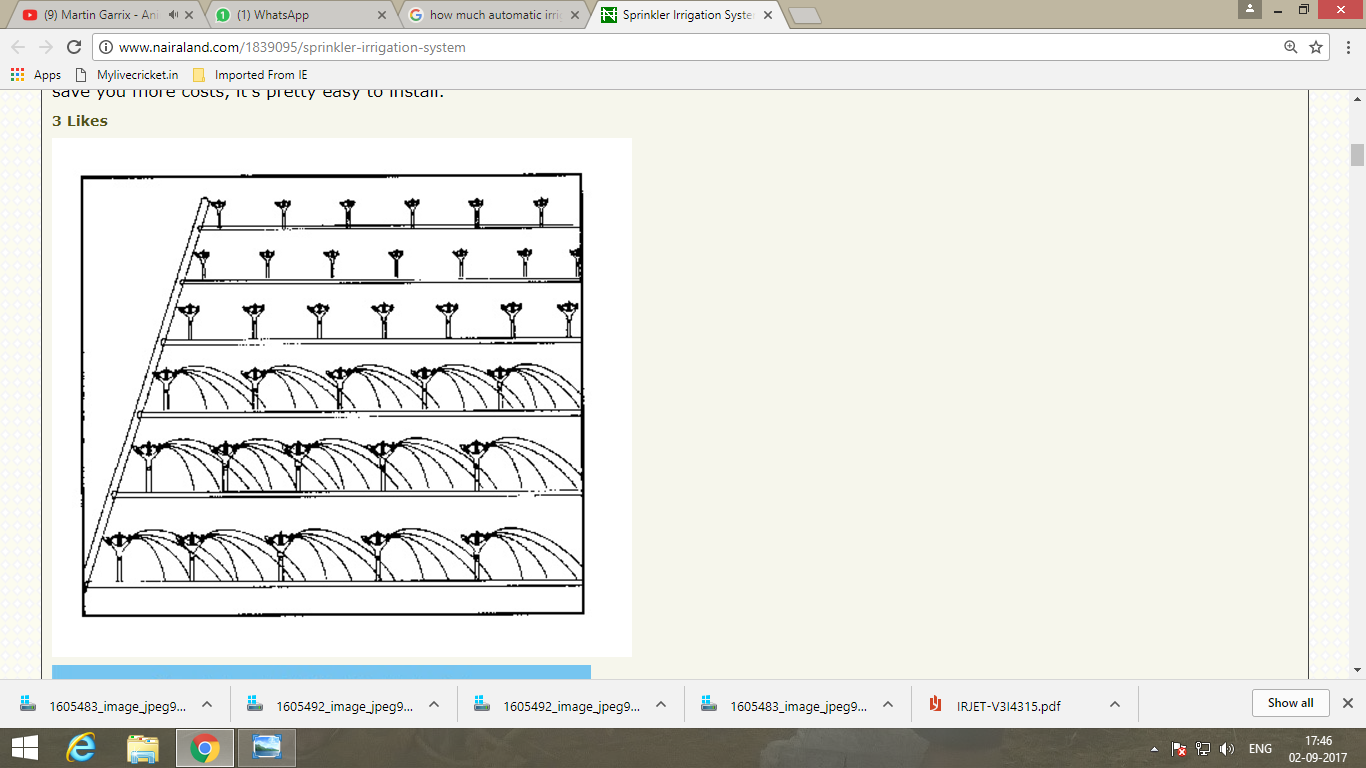 (9) Martin Garrix - Ani
(1) WhatsApp
how much automatic irri
Sprinkler Irrigation Syste
www.nairaland.com/1839095/sprinkler-irrigation-system
Apps
Mylivecricket.in
Imported From IE
save you more costs, it's pretty easy to install.
3 Likes
1605483_image_jpeg9...
1605492_image_jpeg9...
1605492_image_jpeg9...
1605483_image_jpeg9...
IRJET-V3I4315.pdf
Show all
ENG
17:46
02-09-2017